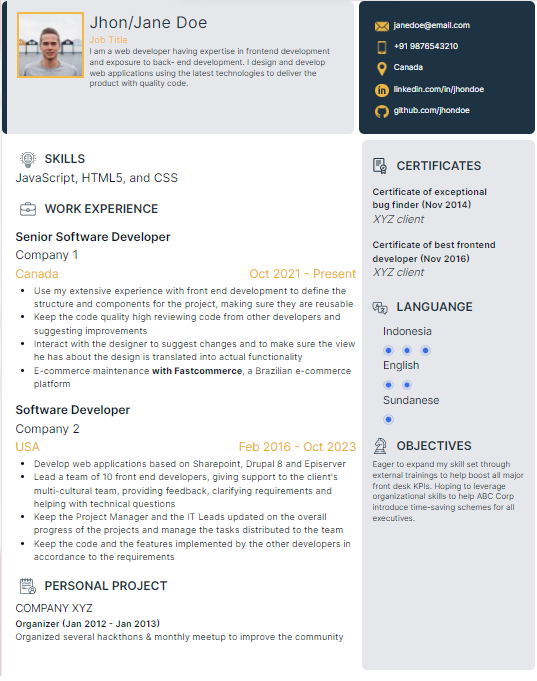 Jhon/Jane Doe
Job Title
I am a web developer having expertise in frontend development
and exposure to back- end development. I design and develop
web applications using the latest technologies to deliver the
product with quality code.
janedoe@email.com
+91 9876543210
Canada
linkedin.com/in/jhondoe
github.com/jhondoe
SKILLS
JavaScript, HTML5, and CSS
WORK EXPERIENCE
Senior Software Developer
Company 1
Canada Oct 2021 - Present
• Use my extensive experience with front end development to define the
structure and components for the project, making sure they are reusable
• Keep the code quality high reviewing code from other developers and
suggesting improvements
• Interact with the designer to suggest changes and to make sure the view
he has about the design is translated into actual functionality
• E-commerce maintenance with Fastcommerce, a Brazilian e-commerce
platform
Software Developer
Company 2
USA Feb 2016 - Oct 2023
• Develop web applications based on Sharepoint, Drupal 8 and Episerver
• Lead a team of 10 front end developers, giving support to the client's
multi-cultural team, providing feedback, clarifying requirements and
helping with technical questions
• Keep the Project Manager and the IT Leads updated on the overall
progress of the projects and manage the tasks distributed to the team
• Keep the code and the features implemented by the other developers in
accordance to the requirements
PERSONAL PROJECT
COMPANY XYZ
Organizer (Jan 2012 - Jan 2013)
Organized several hackthons & monthly meetup to improve the community
CERTIFICATES
Certificate of exceptional
bug finder (Nov 2014)
XYZ client
Certificate of best frontend
developer (Nov 2016)
XYZ client
LANGUANGE
Indonesia
English
Sundanese
OBJECTIVES
Eager to expand my skill set through
external trainings to help boost all major
front desk KPIs. Hoping to leverage
organizational skills to help ABC Corp
introduce time-saving schemes for all
executives.